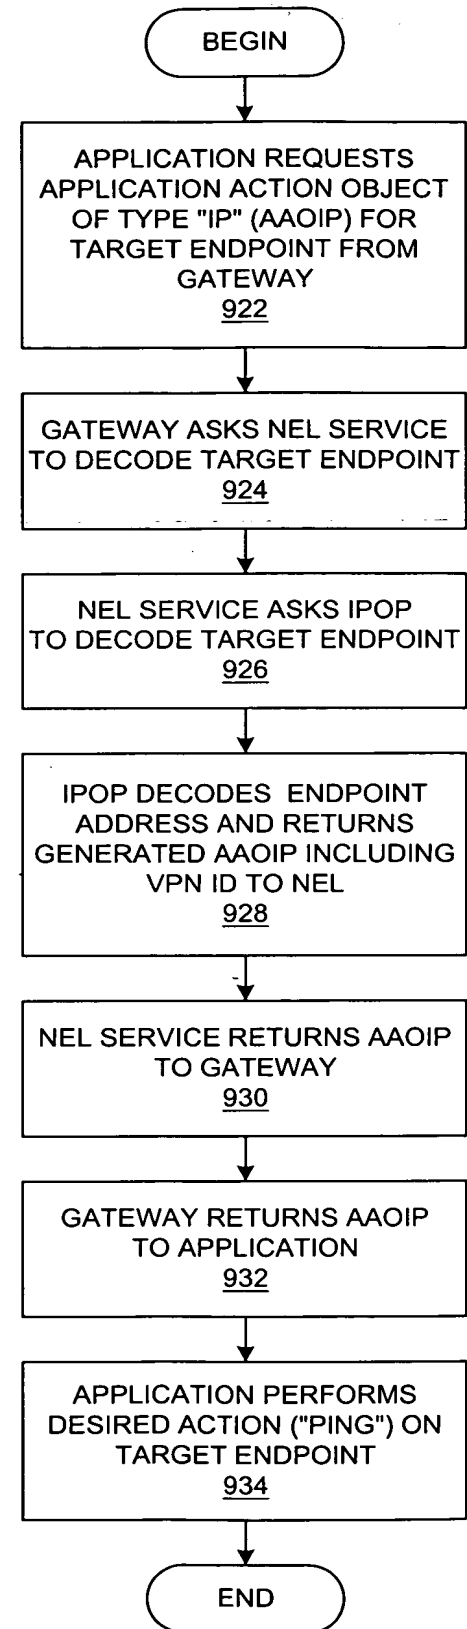 BEGIN
APPLICATION REQUESTS
APPLICATION ACTION OBJECT
OF TYPE "IP" (AAOIP) FOR
TARGET ENDPOINT FROM
GATEWAY
922
GATEWAY ASKS NEL SERVICE
TO DECODE TARGET ENDPOINT
924
NEL SERVICE ASKS IPOP
TO DECODE TARGET ENDPOINT
926
IPOP DECODES ENDPOINT
ADDRESS AND RETURNS
GENERATED AAOIP INCLUDING
VPN ID TO NEL
928
NEL SERVICE RETURNS AAOIP
TO GATEWAY
930
GATEWAY RETURNS AAOIP
TO APPLICATION
932
APPLICATION PERFORMS
DESIRED ACTION ("PING") ON
TARGET ENDPOINT
934
END